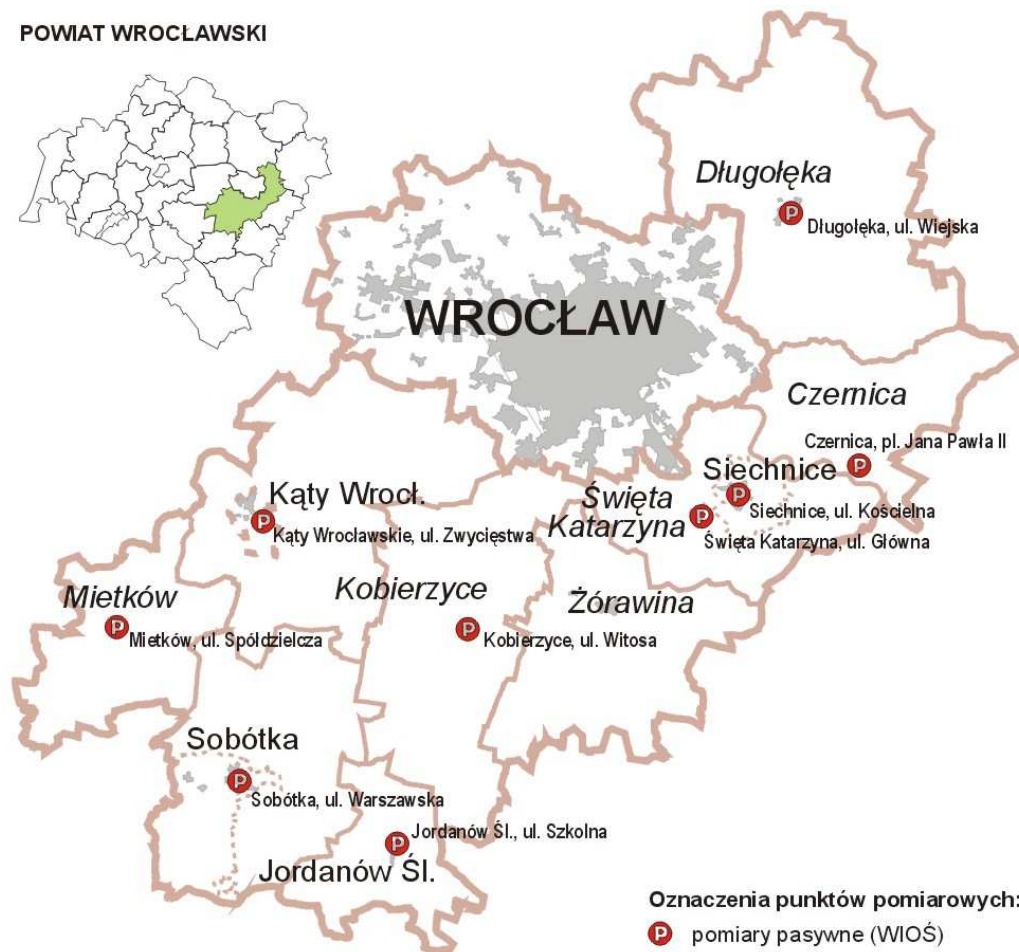 POWIAT WROCŁAWSKI
Długołęka
Długołęka, ul. Wiejska
WROCŁAW
Czernica
Czernica, pl. Jana Pawła II
Siechnice
Siechnice, ul. Kościelna
Święta
Katarzyna
Święta Katarzyna, ul. Główna
Kąty Wrocł.
Kąty Wrocławskie, ul. Zwycięstwa
Mietków
Mietków, ul. Spółdzielcza
Kobierzyce
Kobierzyce, ul. Witosa
Żórawina
Sobótka
Sobótka, ul. Warszawska
Jordanów Śl., ul. Szkolna
Jordanów Śl.
Oznaczenia punktów pomiarowych:
P pomiary pasywne (WIOŚ)